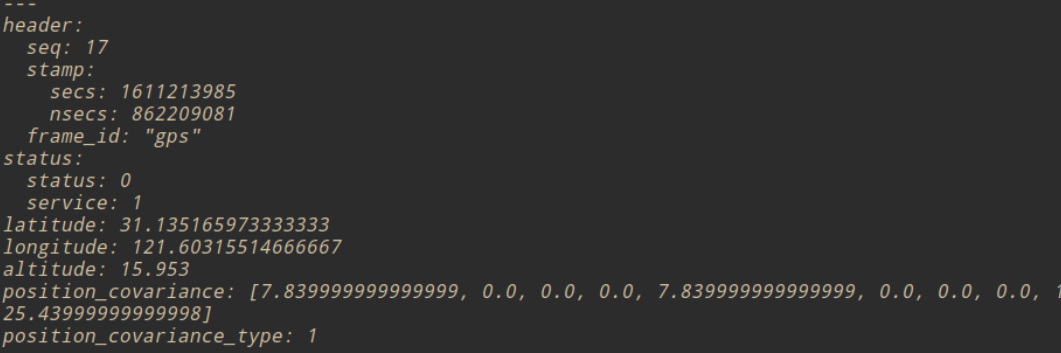 ---
header:
  seq: 17
  stamp:
    secs: 1611213985
    nsecs: 862209081
  frame_id: "gps"
status:
  status: 0
  service: 1
latitude: 31.135165973333333
longitude: 121.60315514666667
altitude: 15.953
position_covariance: [7.839999999999999, 0.0, 0.0, 0.0, 7.839999999999999, 0.0, 0.0, 0.0, 1
25.43999999999998]
position_covariance_type: 1